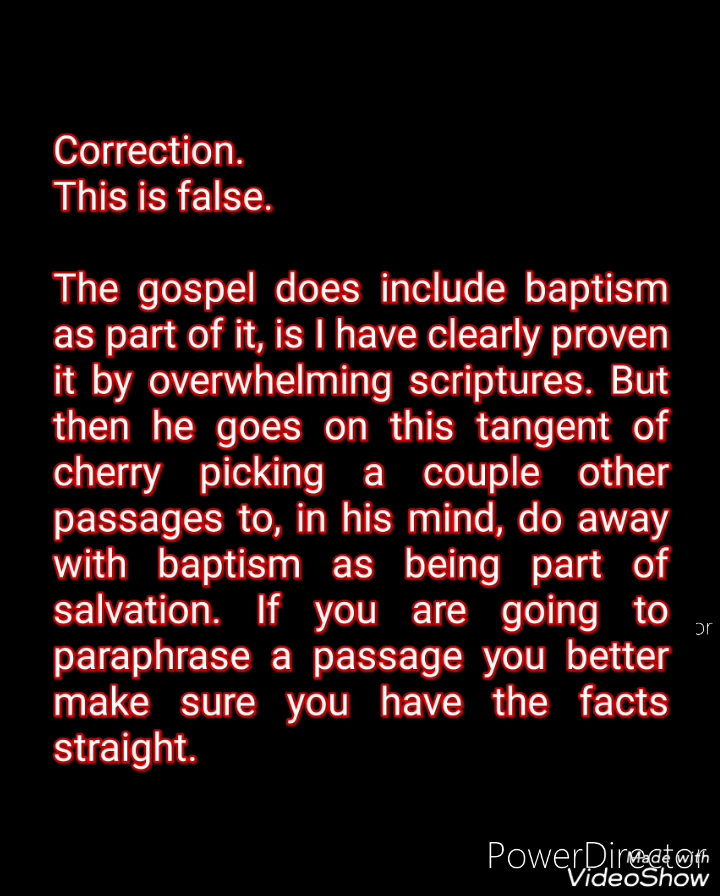 Correction.
This is false.
The gospel does include baptism
as part of it, is I have clearly proven
it by overwhelming scriptures. But
then he goes on this tangent of
cherry picking a couple other
passages to, in his mind, do away
with baptism as being part of
salvation. If you are going to
or
paraphrase a passage you better
make sure you have the facts
straight.
PowerDirector
Made with
VideoShow